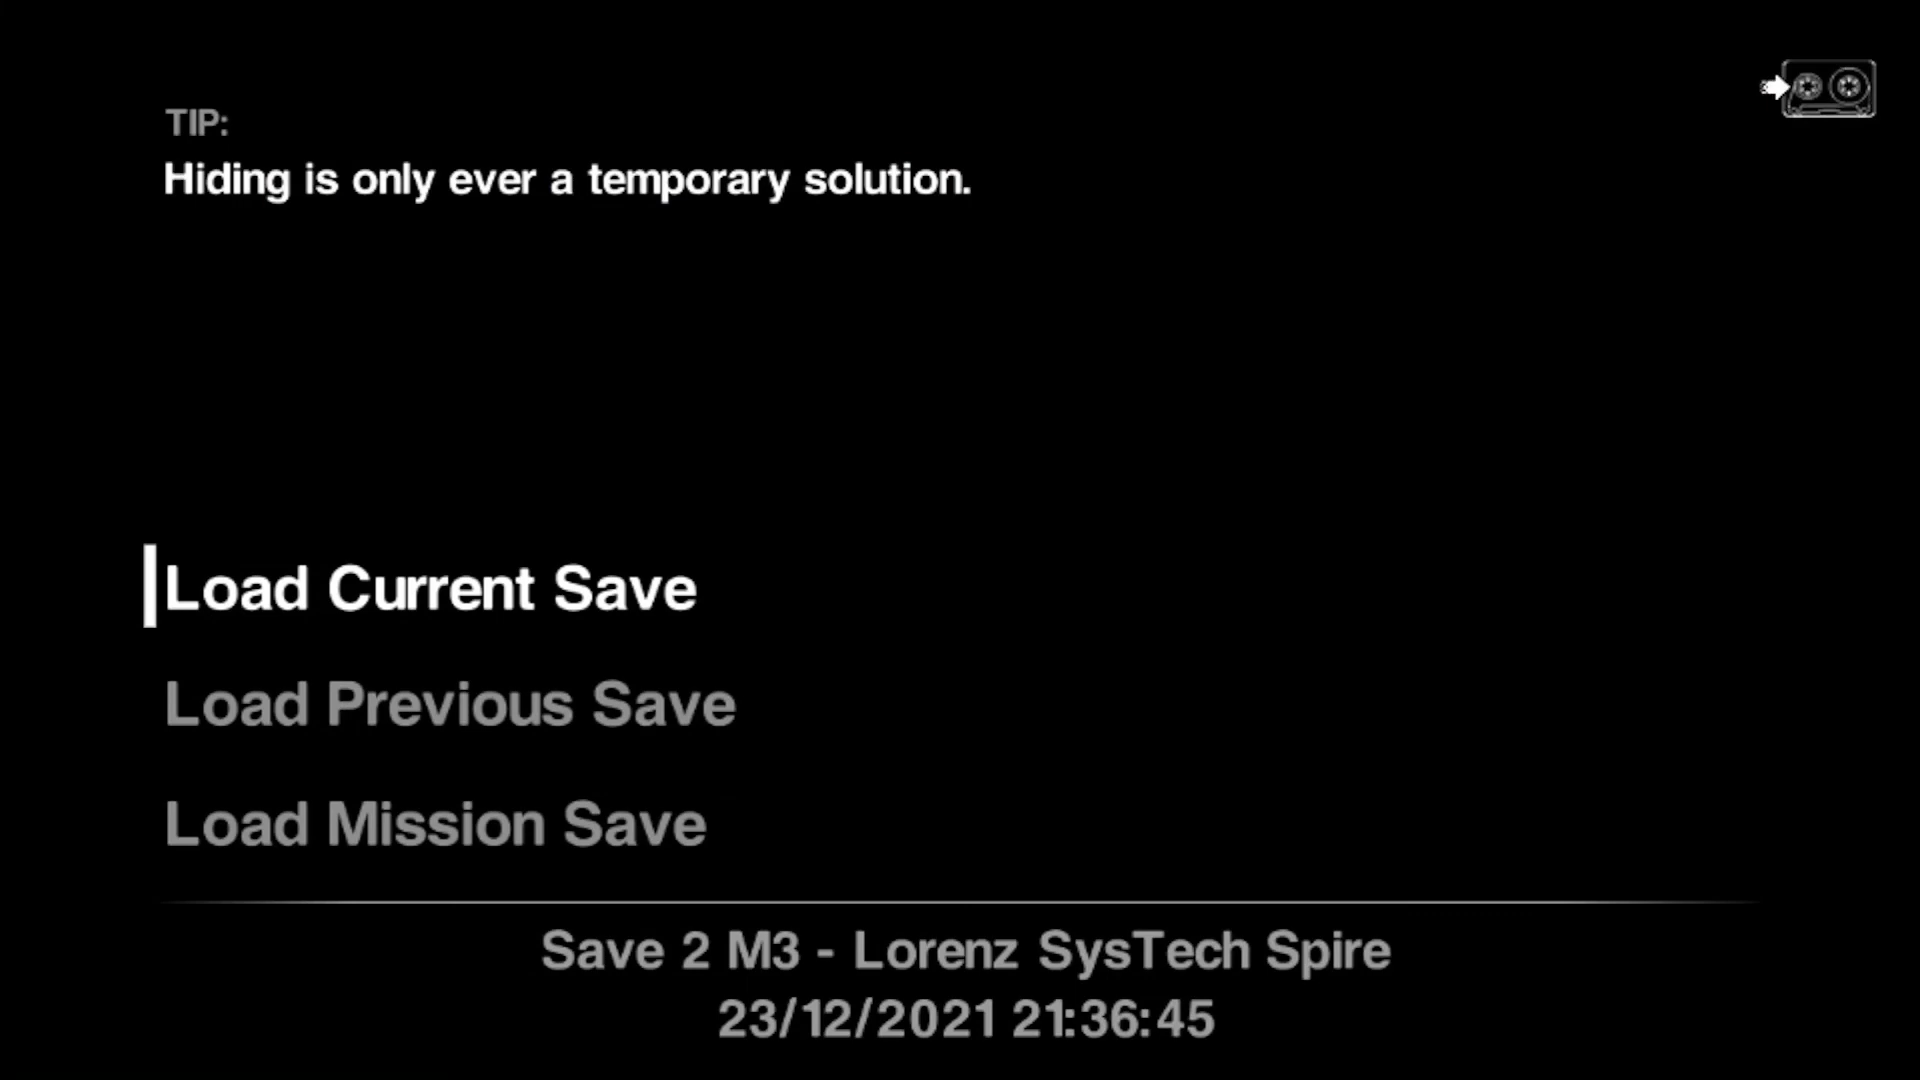 TIP:
Hiding is only ever a temporary solution.
Load Current Save
Load Previous Save
Load Mission Save
Save 2 M3 - Lorenz SysTech Spire
23/12/2021 21:36:45